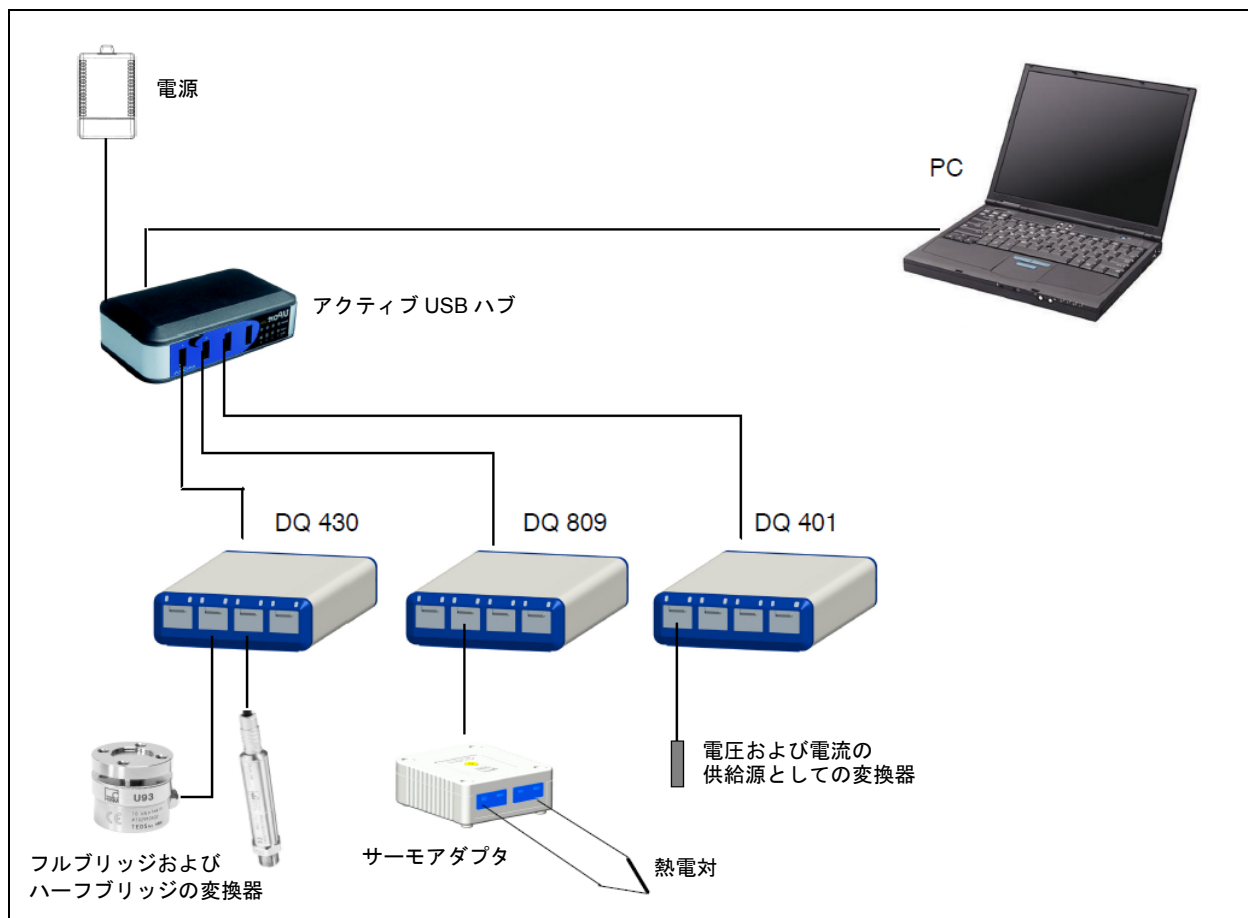 電源
PC
アクティブ USB ハブ
DQ 430
DQ 809
DQ 401
U93
電圧および電流の
供給源としての変換器
サーモアダプタ
熱電対
フルブリッジおよび
ハーフブリッジの変換器